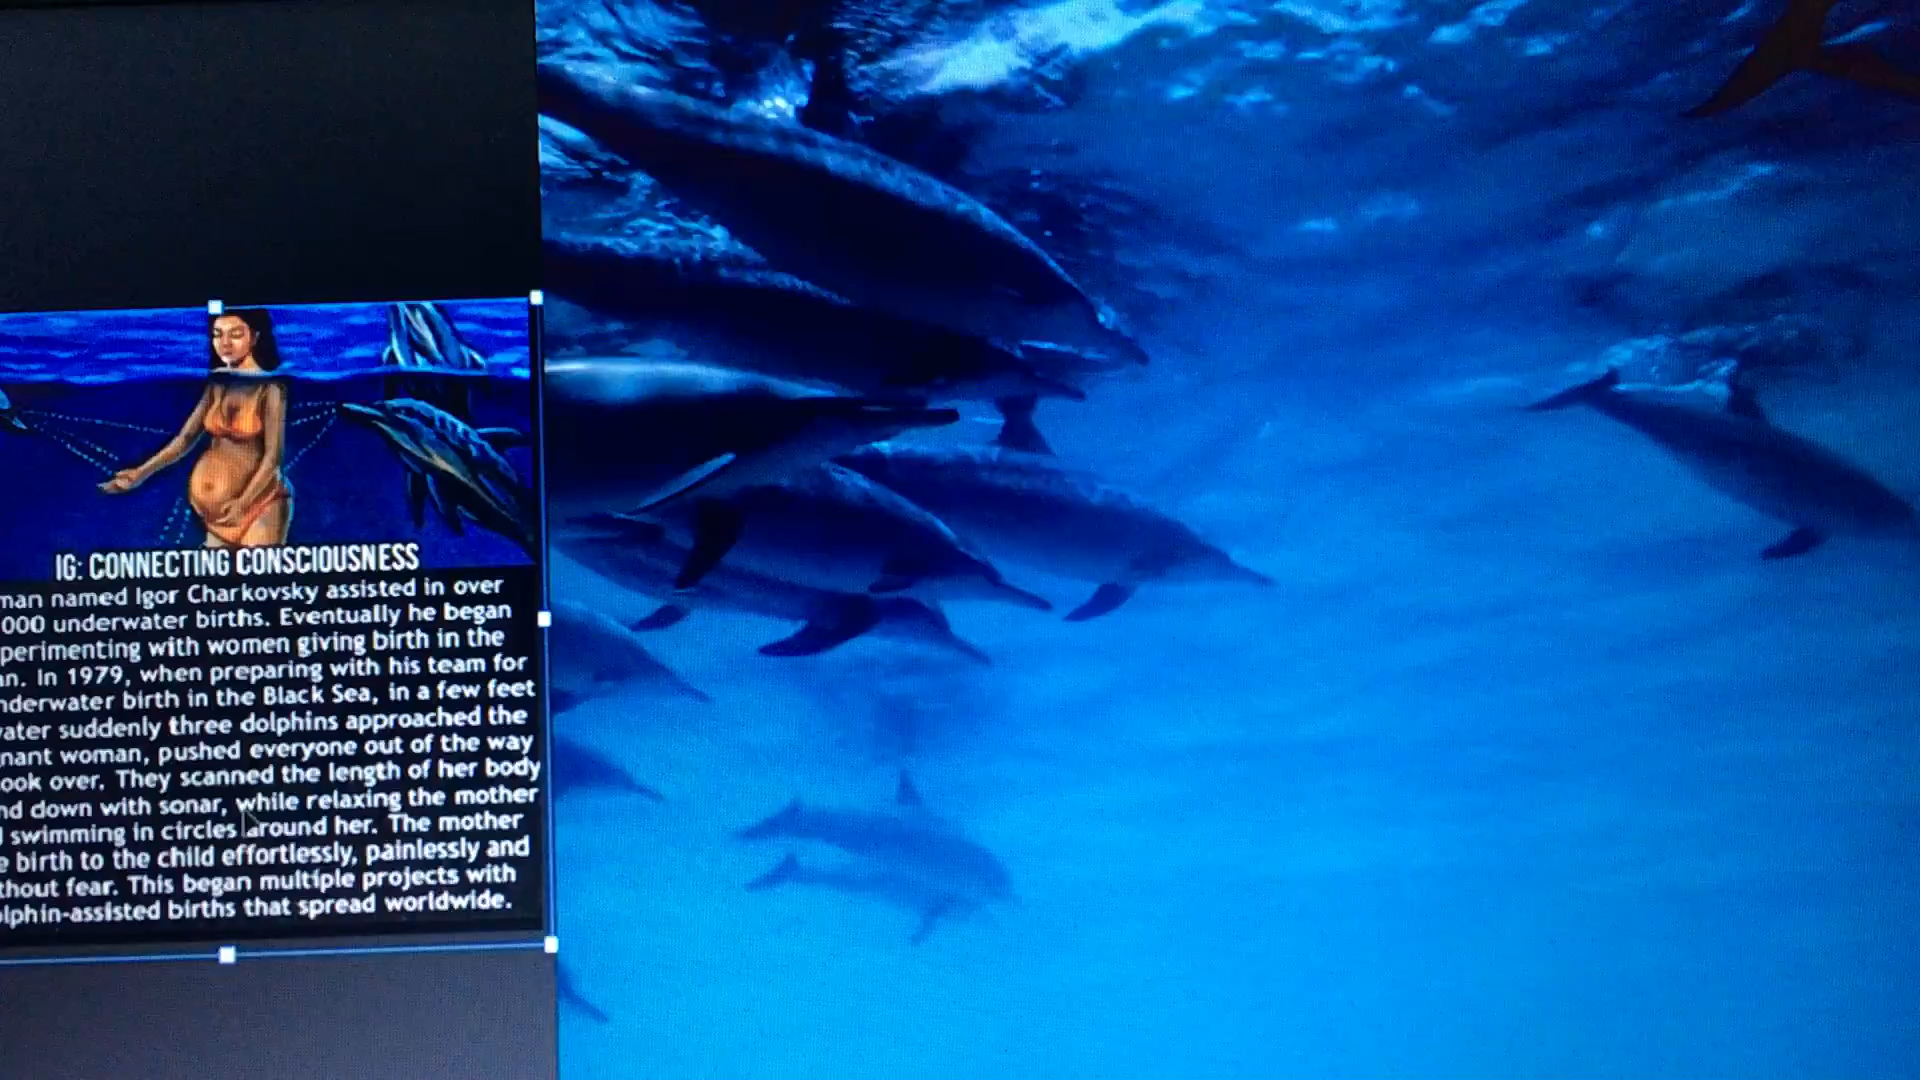 IG: CONNECTING CONSCIOUSNESS
man named Igor Charkovsky assisted in over
000 underwater births. Eventually he began
perimenting with women giving birth in the
an. In 1979, when preparing with his team for
nderwater birth in the Black Sea, in a few feet
vater suddenly three dolphins approached the
nant woman, pushed everyone out of the way
ook over. They scanned the length of her body
nd down with sonar, while relaxing the mother
d swimming in circles around her. The mother
e birth to the child effortlessly, painlessly and
thout fear. This began multiple projects with
olphin-assisted births that spread worldwide.